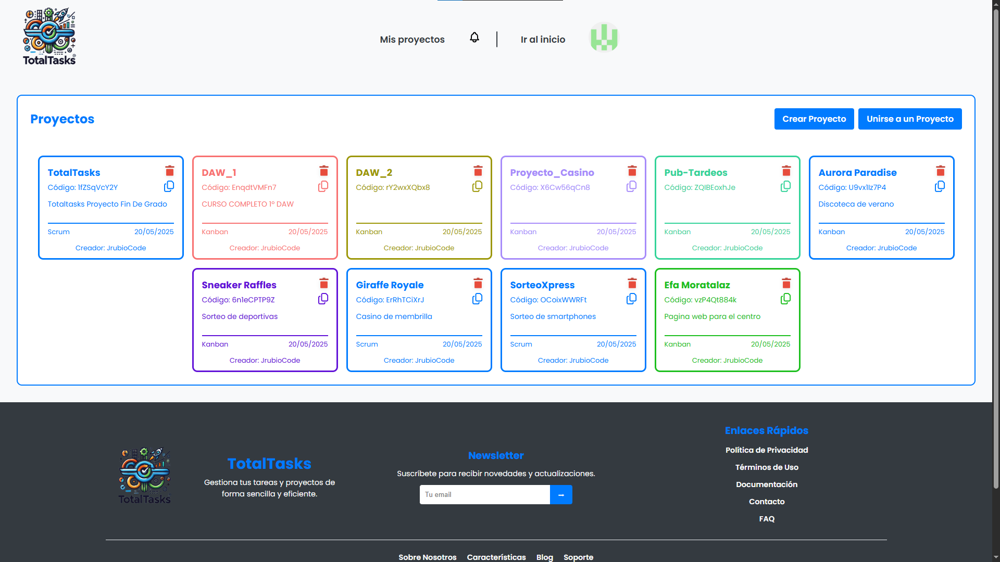 TotalTasks
Mis proyectos
Ir al inicio
Proyectos
Crear Proyecto
Unirse a un Proyecto
TotalTasks
Código: 1fZSqVcY2Y
Totaltasks Proyecto Fin De Grado
Scrum 20/05/2025
Creador: JrubioCode
DAW_1
Código: EnqdtVMFn7
CURSO COMPLETO 1º DAW
Kanban 20/05/2025
Creador: JrubioCode
DAW_2
Código: rY2wxXQbx8
Kanban 20/05/2025
Creador: JrubioCode
Proyecto_Casino
Código: X6Cw56qCn8
Kanban 20/05/2025
Creador: JrubioCode
Pub-Tardeos
Código: ZQIBEoxhJe
Kanban 20/05/2025
Creador: JrubioCode
Aurora Paradise
Código: U9vx1Iz7P4
Discoteca de verano
Kanban 20/05/2025
Creador: JrubioCode
Sneaker Raffles
Código: 6n1eCPTP9Z
Sorteo de deportivas
Kanban 20/05/2025
Creador: JrubioCode
Giraffe Royale
Código: ErRhTCiXrJ
Casino de membrilla
Scrum 20/05/2025
Creador: JrubioCode
SorteoXpress
Código: OCoixWWRFt
Sorteo de smartphones
Scrum 20/05/2025
Creador: JrubioCode
Efa Moratalaz
Código: vzP4Qt884k
Pagina web para el centro
Kanban 20/05/2025
Creador: JrubioCode
TotalTasks
TotalTasks
Gestiona tus tareas y proyectos de
forma sencilla y eficiente.
Newsletter
Suscríbete para recibir novedades y actualizaciones.
Tu email
Enlaces Rápidos
Política de Privacidad
Términos de Uso
Documentación
Contacto
FAQ
Sobre Nosotros Características Blog Soporte